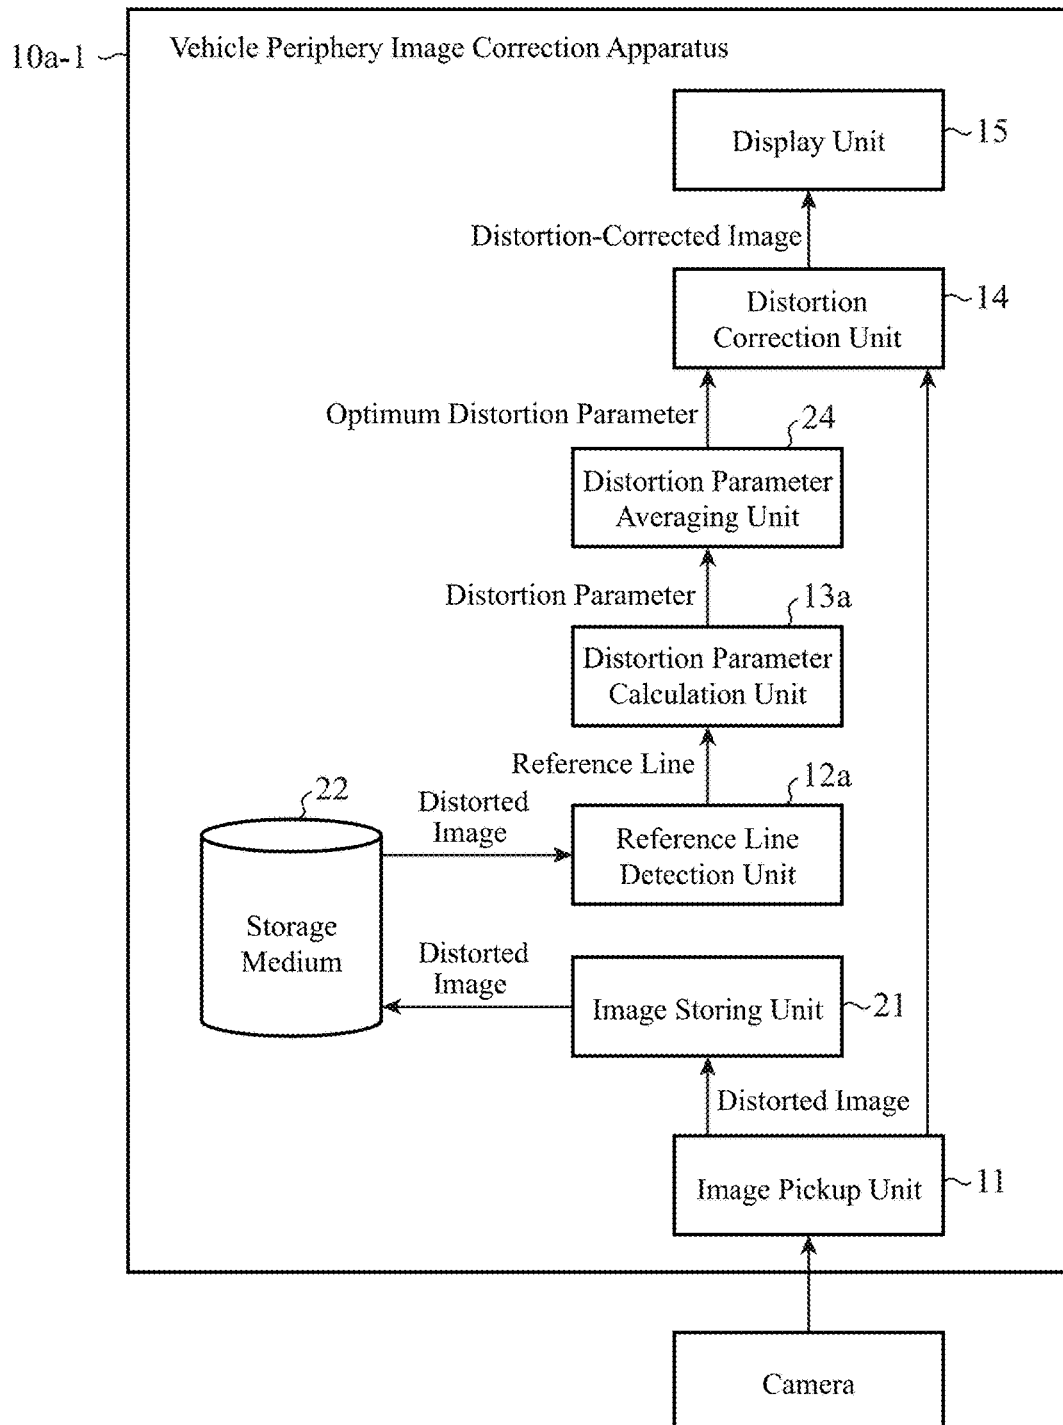 10a-1
Vehicle Periphery Image Correction Apparatus
Display Unit
15
Distortion-Corrected Image
Distortion
Correction Unit
14
Optimum Distortion Parameter
24
Distortion Parameter
Averaging Unit
Distortion Parameter
13a
Distortion Parameter
Calculation Unit
Reference Line
12a
22
Distorted
Image
Reference Line
Detection Unit
Storage
Medium
Distorted
Image
Image Storing Unit
21
Distorted Image
Image Pickup Unit
11
Camera